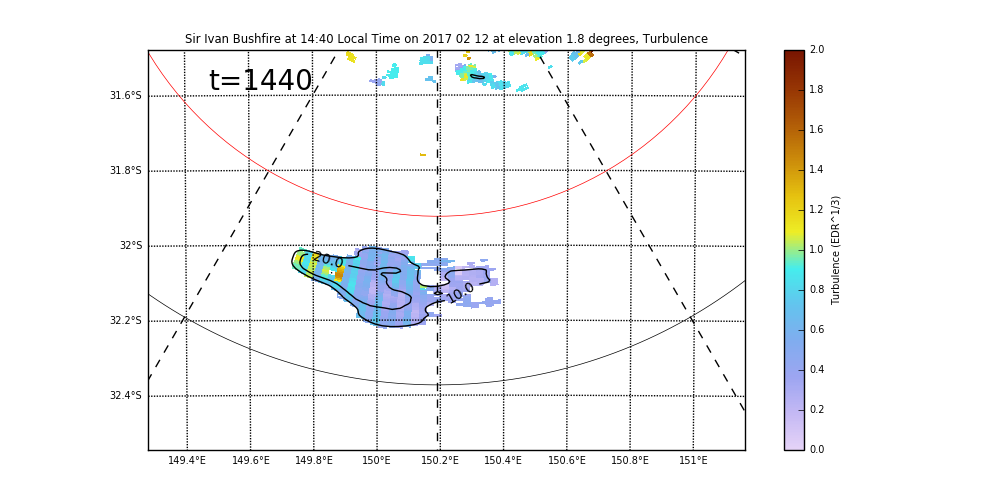 Sir Ivan Bushfire at 14:40 Local Time on 2017 02 12 at elevation 1.8 degrees, Turbulence
t=1440
31.6°S
31.8°S
32°S
32.2°S
32.4°S
20.0
10.0
149.4°E 149.6°E 149.8°E 150°E 150.2°E 150.4°E 150.6°E 150.8°E 151°E
2.0
1.8
1.6
1.4
1.2
1.0
0.8
0.6
0.4
0.2
0.0
Turbulence (EDR^1/3)